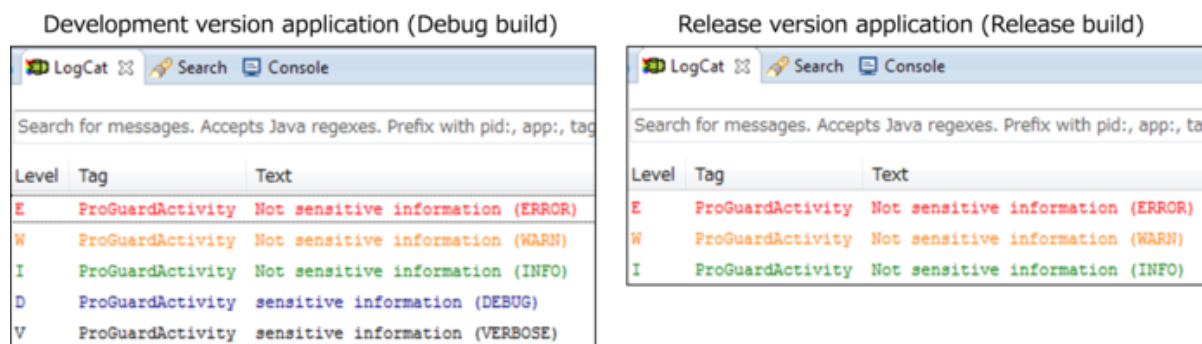 Development version application (Debug build)
LogCat Search Console
Search for messages. Accepts Java regexes. Prefix with pid:, app:, tag
Level Tag Text
E ProGuardActivity Not sensitive information (ERROR)
W ProGuardActivity Not sensitive information (WARN)
I ProGuardActivity Not sensitive information (INFO)
D ProGuardActivity sensitive information (DEBUG)
V ProGuardActivity sensitive information (VERBOSE)
Release version application (Release build)
LogCat Search Console
Search for messages. Accepts Java regexes. Prefix with pid:, app:, ta
Level Tag Text
E ProGuardActivity Not sensitive information (ERROR)
W ProGuardActivity Not sensitive information (WARN)
I ProGuardActivity Not sensitive information (INFO)